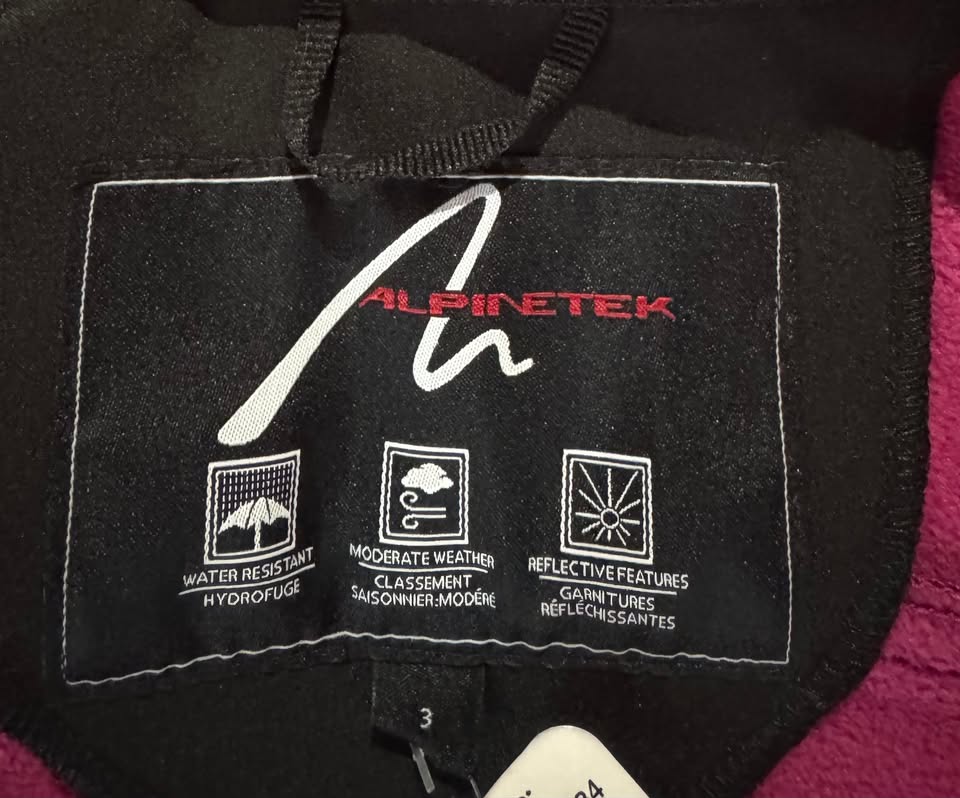 ALPINETEK
WATER RESISTANT
HYDROFUGE
MODERATE WEATHER
CLASSEMENT
SAISONNIER:MODÉRÉ
REFLECTIVE FEATURES
GARNITURES
RÉFLÉCHISSANTES
3